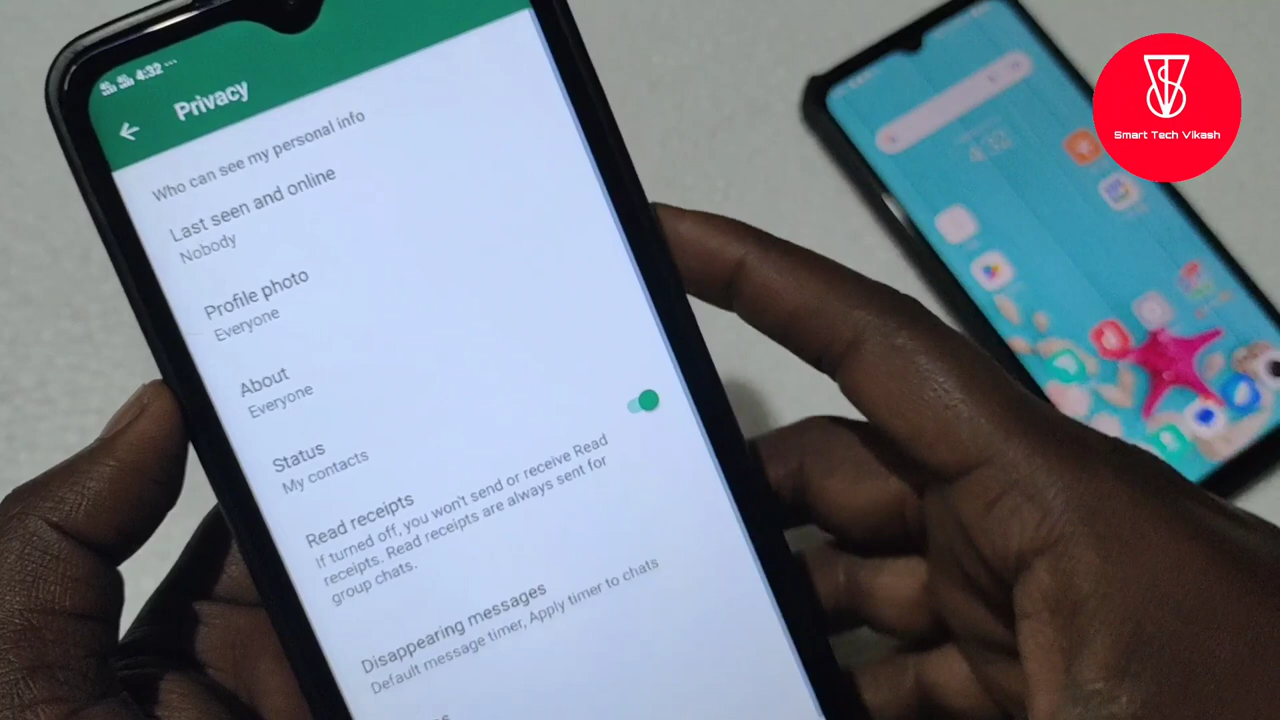 4:32
Privacy
Who can see my personal info
Last seen and online
Nobody
Profile photo
Everyone
About
Everyone
Status
My contacts
Read receipts
If turned off, you won't send or receive Read
receipts. Read receipts are always sent for
group chats.
Disappearing messages
Default message timer, Apply timer to chats
4:32
Smart Tech Vikash